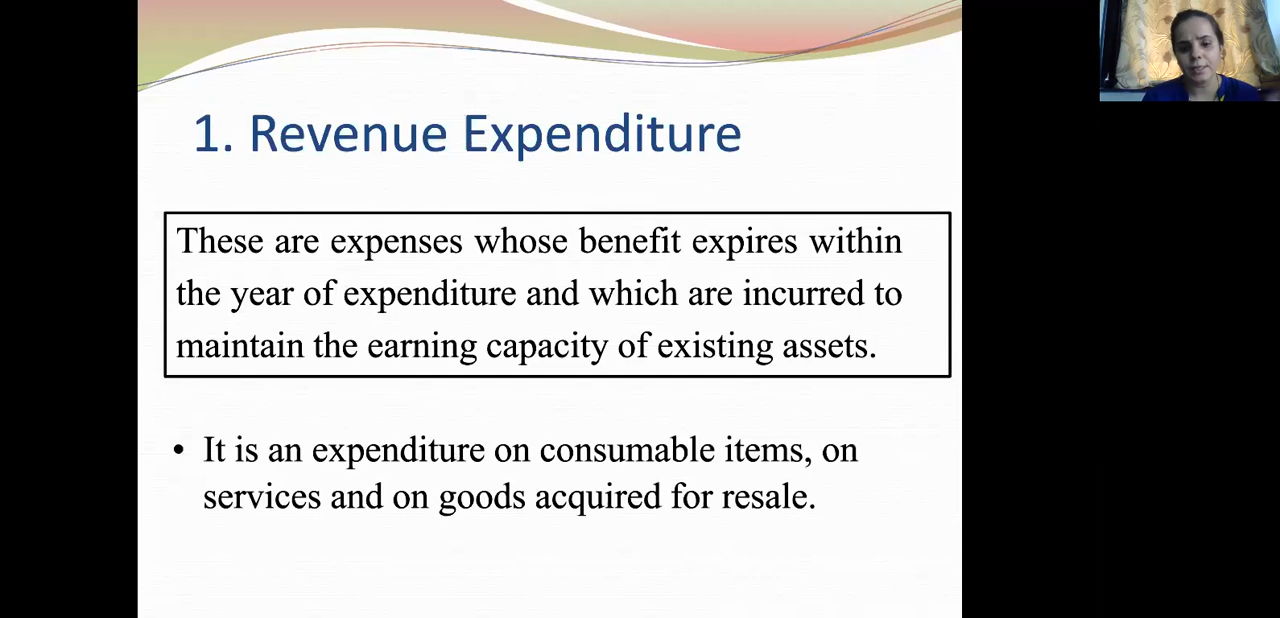 1. Revenue Expenditure
These are expenses whose benefit expires within
the year of expenditure and which are incurred to
maintain the earning capacity of existing assets.
• It is an expenditure on consumable items, on
services and on goods acquired for resale.